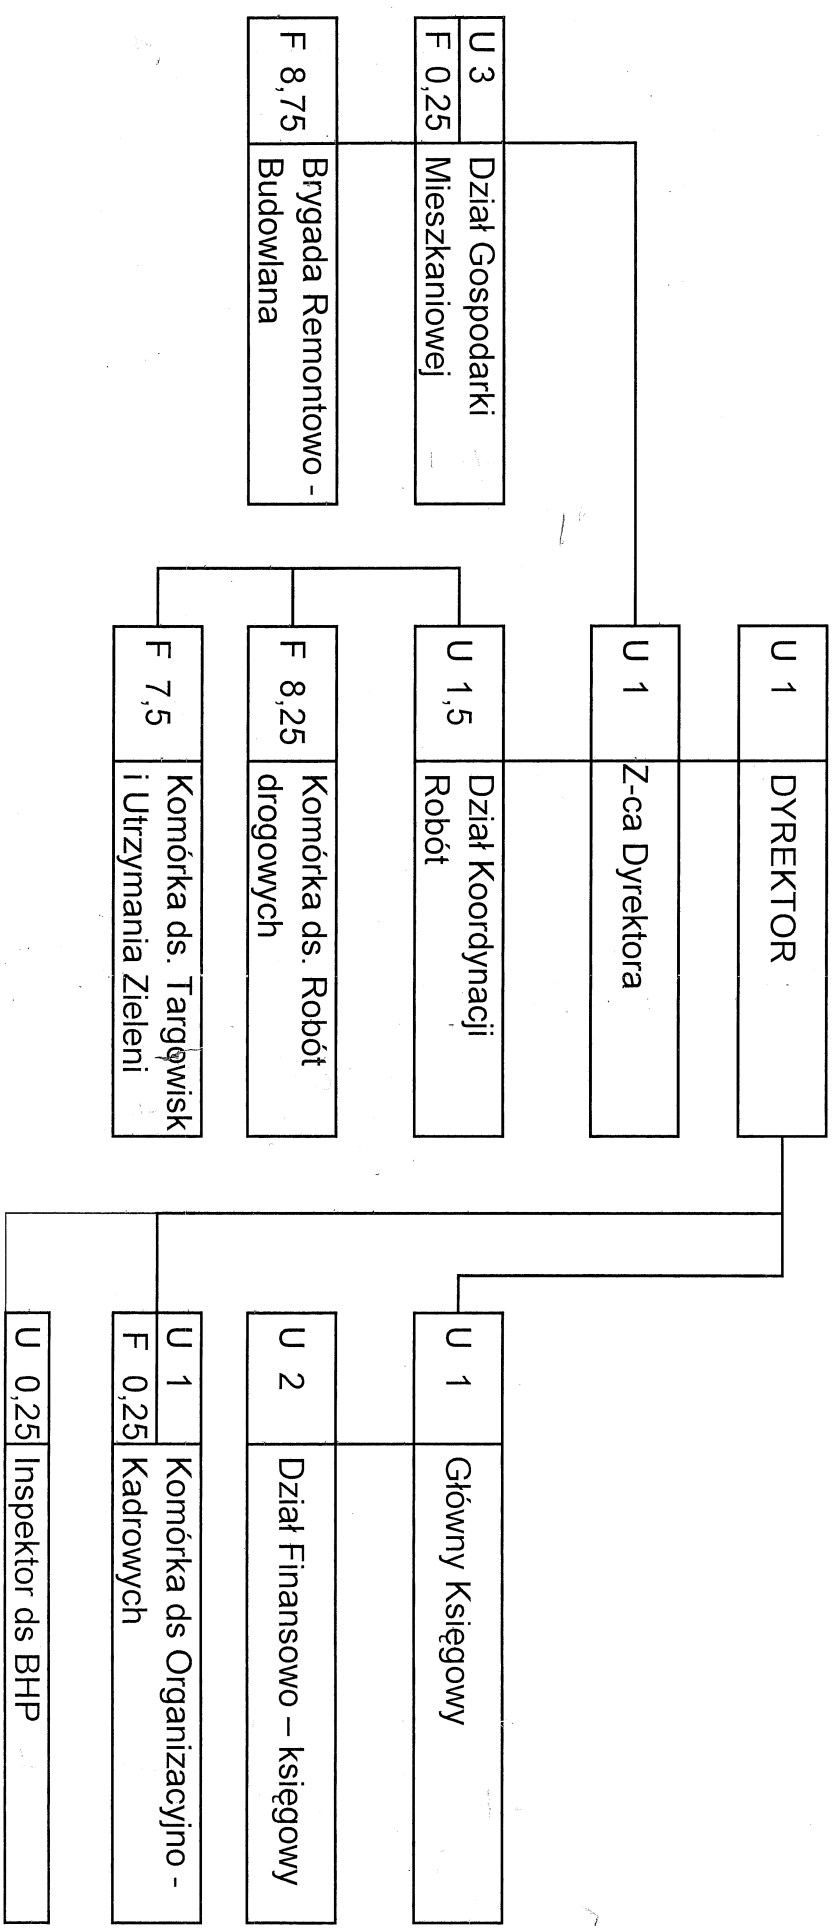 U 1 DYREKTOR
U 1 Z-ca Dyrektora
U 3 Dział Gospodarki
F 0,25 Mieszkaniowej
F 8,75 Brygada Remontowo -
Budowlana
U 1,5 Dział Koordynacji
Robót
F 8,25 Komórka ds. Robót
drogowych
F 7,5 Komórka ds. Targowisk
i Utrzymania Zieleni
U 1 Główny Księgowy
U 2 Dział Finansowo – księgowy
U 1 Komórka ds Organizacyjno -
F 0,25 Kadrowych
U 0,25 Inspektor ds BHP